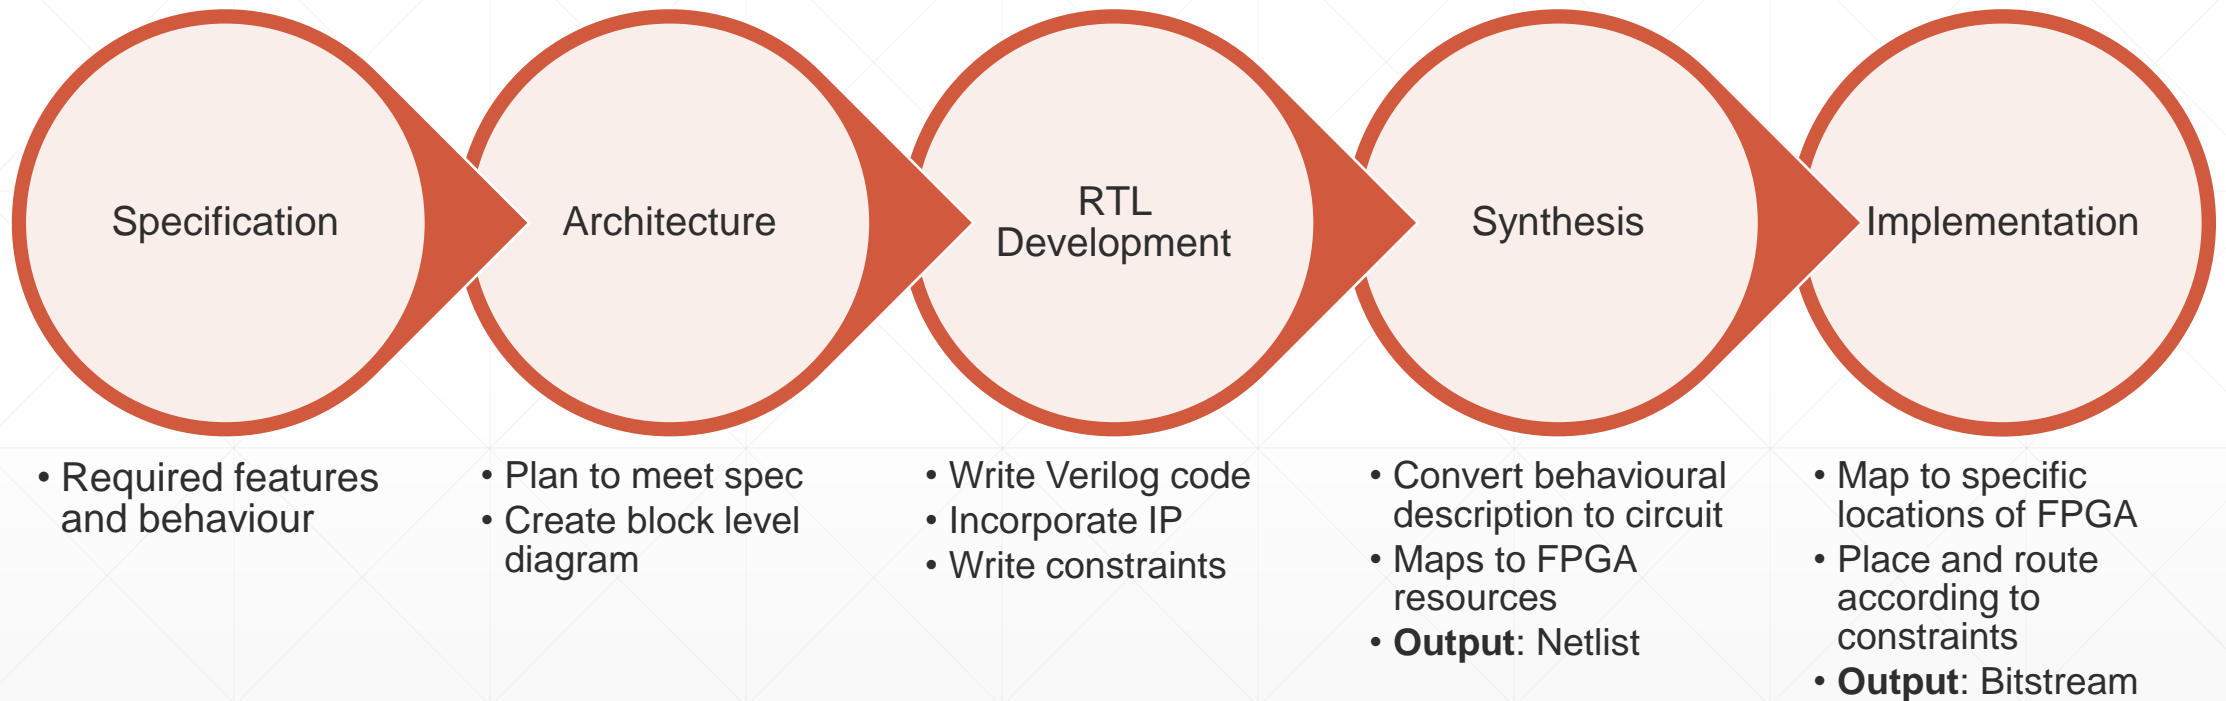 Specification
Architecture
RTL
Development
Synthesis
Implementation
• Required features
and behaviour
• Plan to meet spec
• Create block level
diagram
• Write Verilog code
• Incorporate IP
• Write constraints
• Convert behavioural
description to circuit
• Maps to FPGA
resources
• Output: Netlist
• Map to specific
locations of FPGA
• Place and route
according to
constraints
• Output: Bitstream